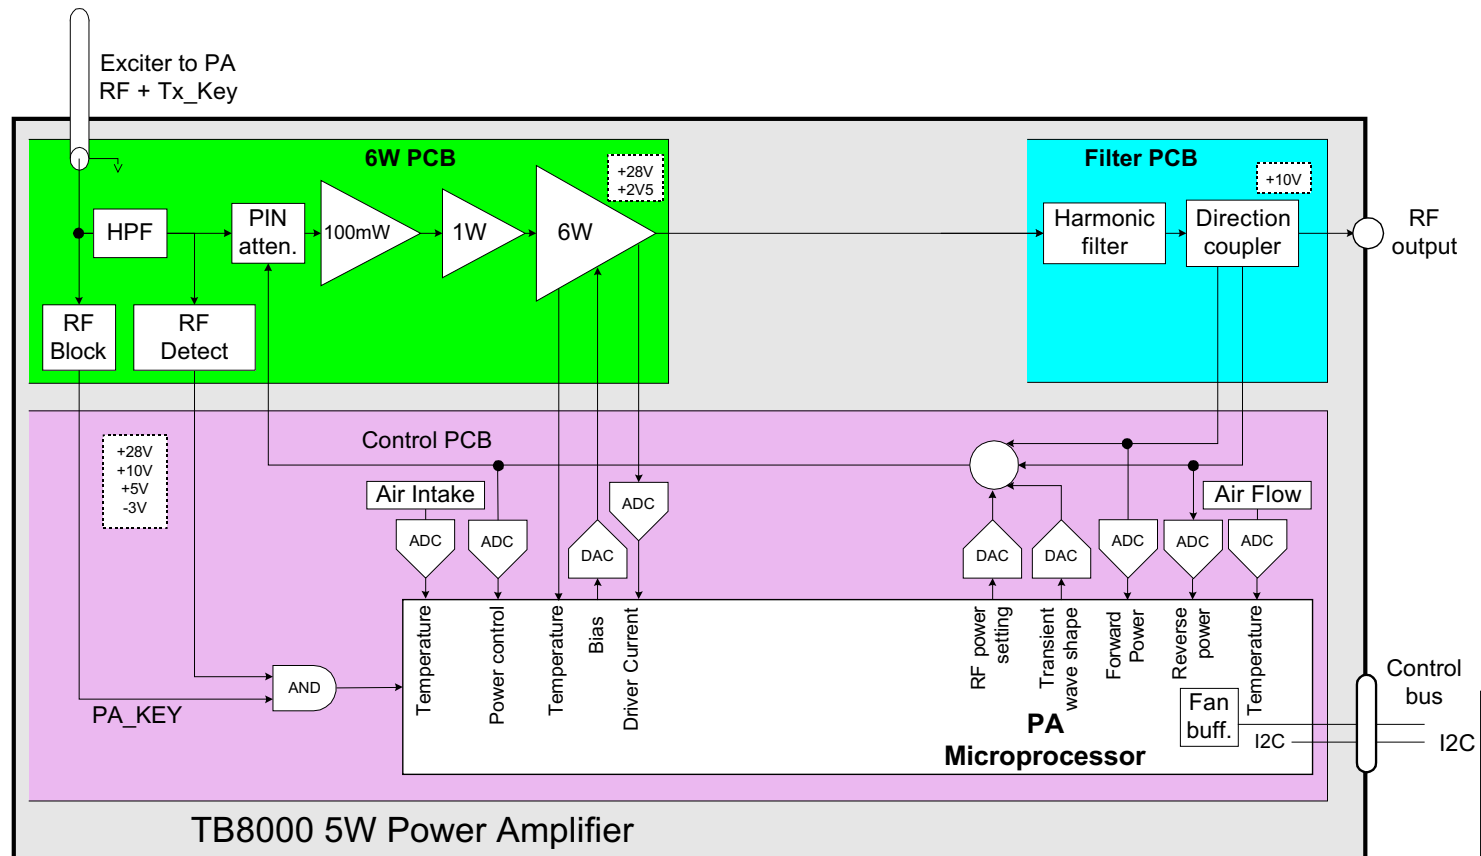 Exciter to PA
RF + Tx_Key
6W PCB
+28V
+2V5
Filter PCB
+10V
HPF
PIN
atten.
100mW
1W
6W
Harmonic
filter
Direction
coupler
RF
output
RF
Block
RF
Detect
Control PCB
+28V
+10V
+5V
-3V
Air Intake
Air Flow
ADC
ADC
DAC
ADC
DAC
DAC
ADC
ADC
ADC
Temperature
Power control
Temperature
Bias
Driver Current
RF power
setting
Transient
wave shape
Forward
Power
Reverse
power
Temperature
AND
PA_KEY
PA
Microprocessor
Fan
buff.
I2C
Control
bus
I2C
TB8000 5W Power Amplifier